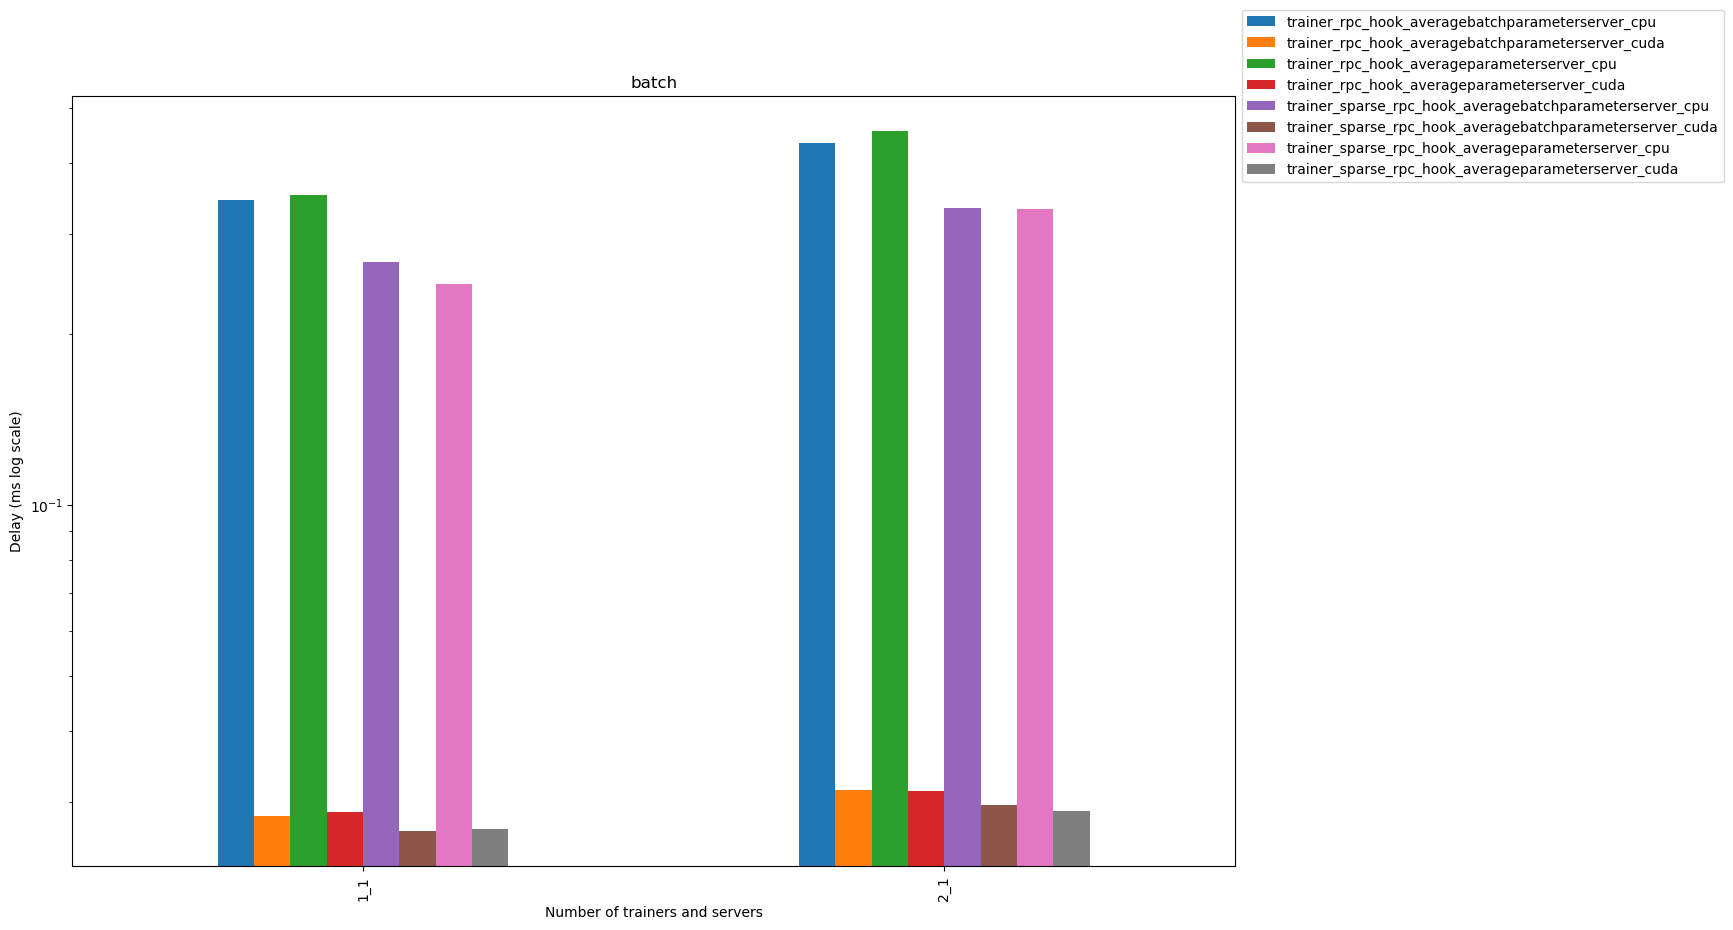 batch
trainer_rpc_hook_averagebatchparameterserver_cpu
trainer_rpc_hook_averagebatchparameterserver_cuda
trainer_rpc_hook_averageparameterserver_cpu
trainer_rpc_hook_averageparameterserver_cuda
trainer_sparse_rpc_hook_averagebatchparameterserver_cpu
trainer_sparse_rpc_hook_averagebatchparameterserver_cuda
trainer_sparse_rpc_hook_averageparameterserver_cpu
trainer_sparse_rpc_hook_averageparameterserver_cuda
Delay (ms log scale)
10⁻¹
1_1
2_1
Number of trainers and servers